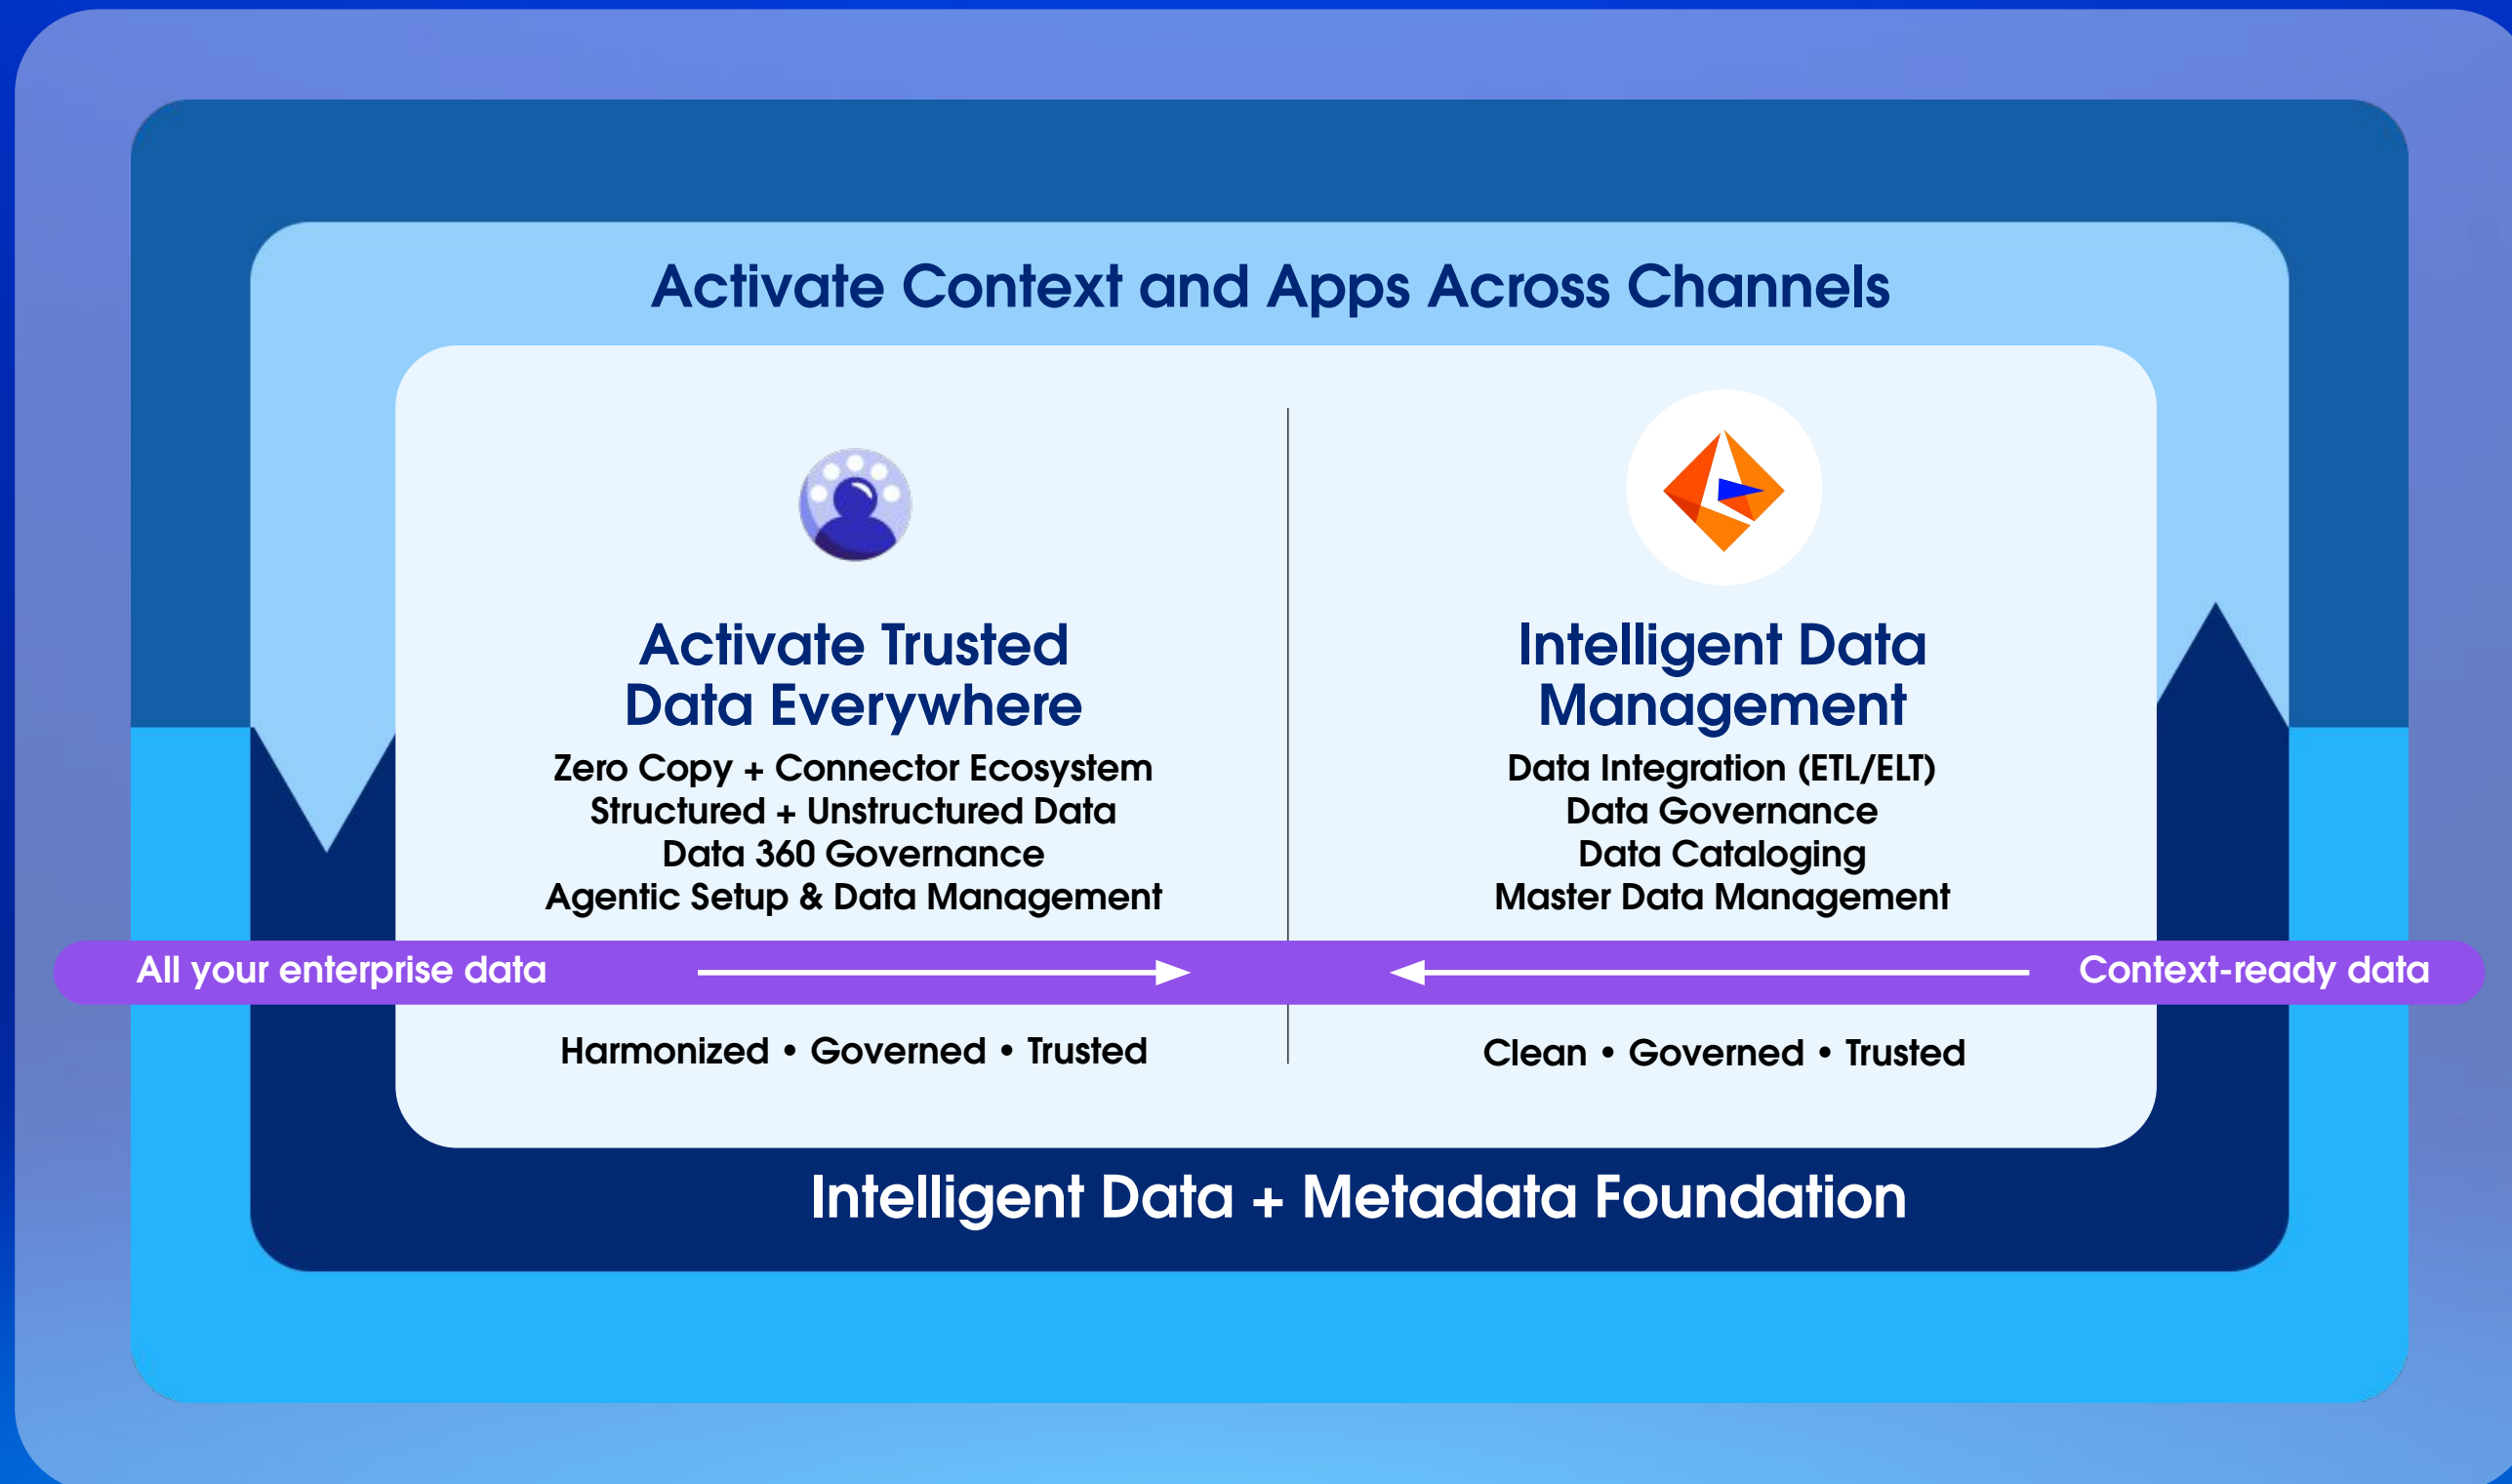 Activate Context and Apps Across Channels
Activate Trusted
Data Everywhere
Zero Copy + Connector Ecosystem
Structured + Unstructured Data
Data 360 Governance
Agentic Setup & Data Management
Intelligent Data
Management
Data Integration (ETL/ELT)
Data Governance
Data Cataloging
Master Data Management
All your enterprise data
Context-ready data
Harmonized • Governed • Trusted
Clean • Governed • Trusted
Intelligent Data + Metadata Foundation